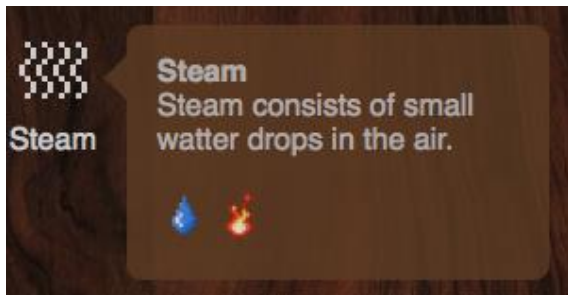 Steam
Steam
Steam consists of small
watter drops in the air.